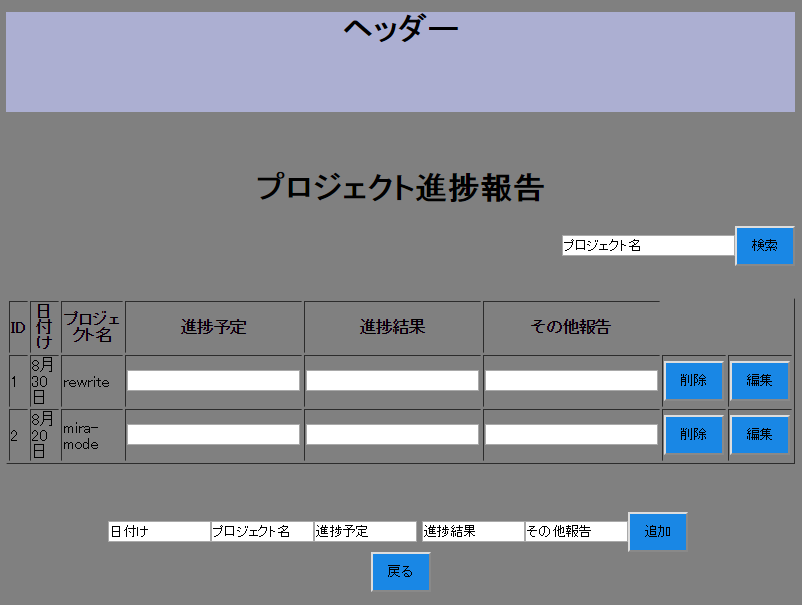 ヘッダー
プロジェクト進捗報告
プロジェクト名 検索
ID 日付け プロジェクト名 進捗予定 進捗結果 その他報告
1 8月30日 rewrite 削除 編集
2 8月20日 mira-mode 削除 編集
日付け プロジェクト名 進捗予定 進捗結果 その他報告 追加
戻る